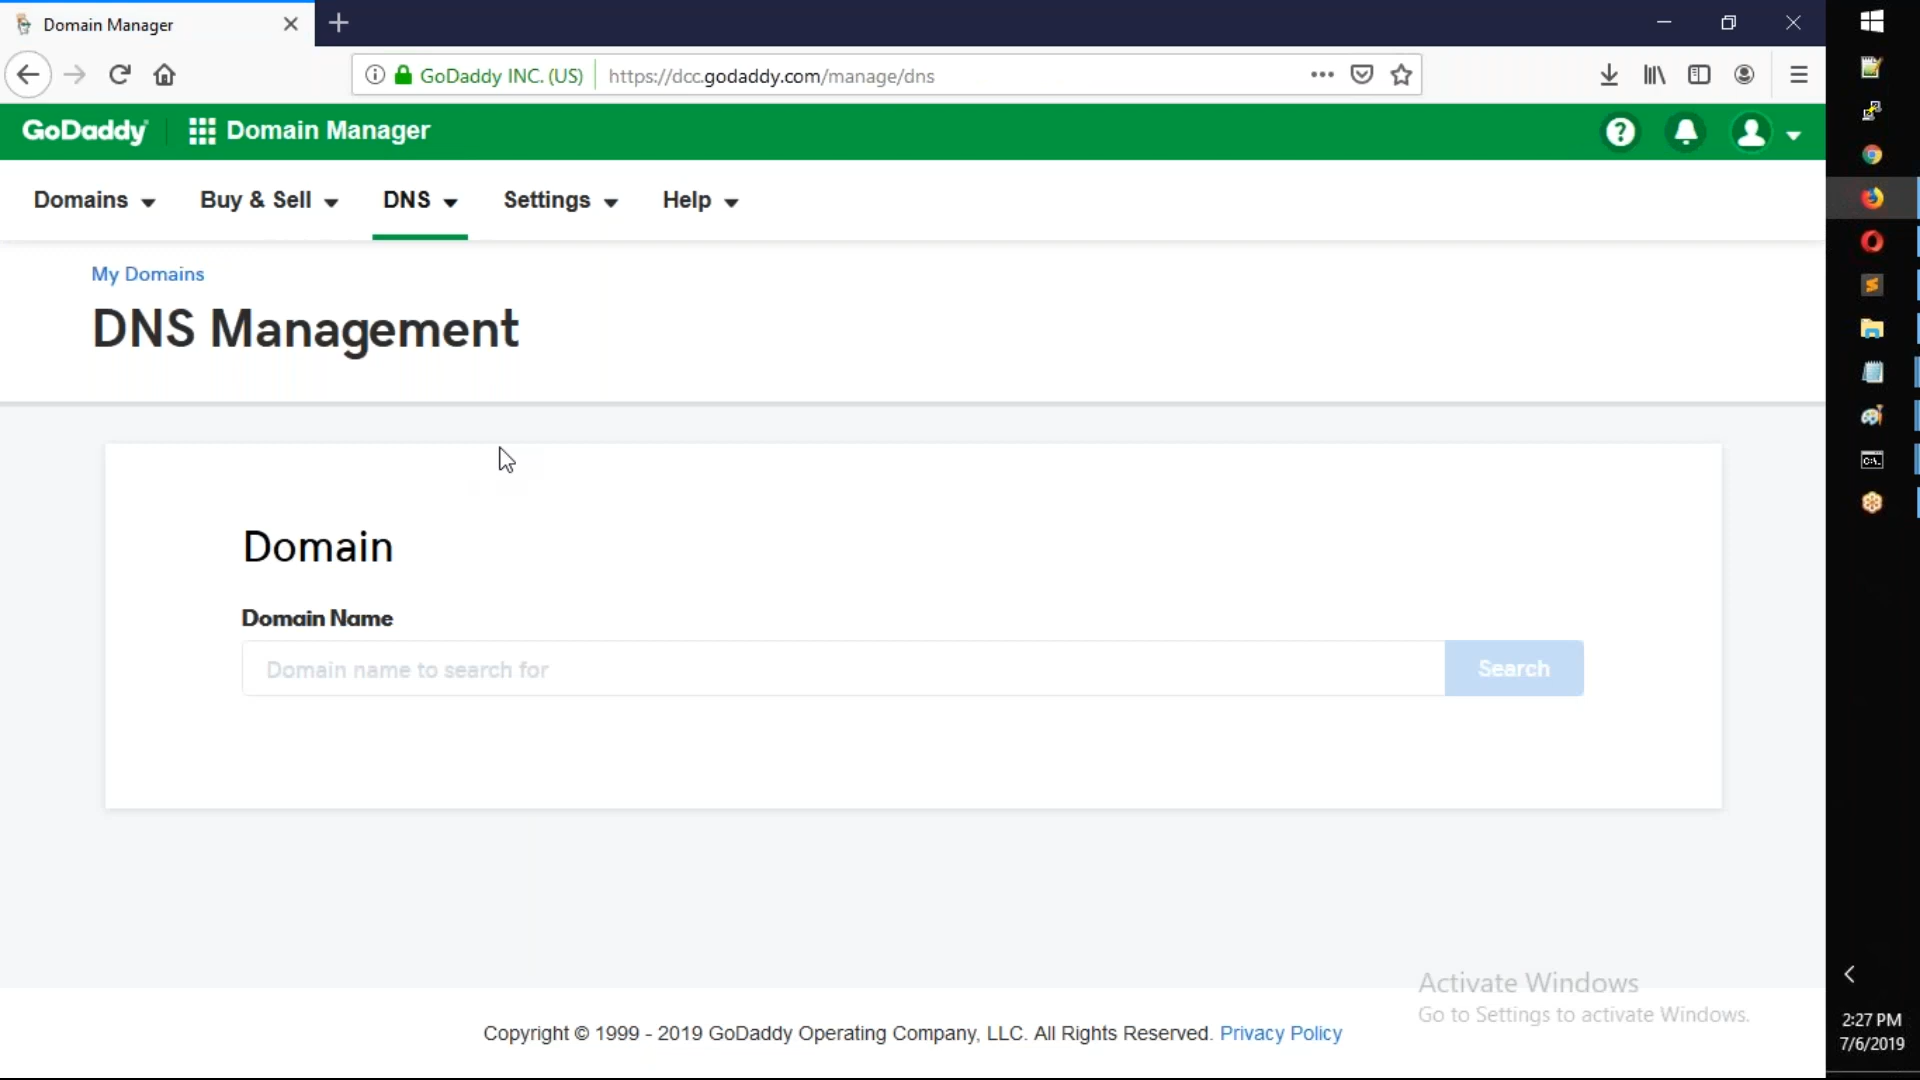 Domain Manager
GoDaddy INC. (US)
https://dcc.godaddy.com/manage/dns
GoDaddy
Domain Manager
Domains
Buy & Sell
DNS
Settings
Help
My Domains
DNS Management
Domain
Domain Name
Domain name to search for
Search
Activate Windows
Go to Settings to activate Windows.
Copyright © 1999 - 2019 GoDaddy Operating Company, LLC. All Rights Reserved. Privacy Policy
2:27 PM
7/6/2019